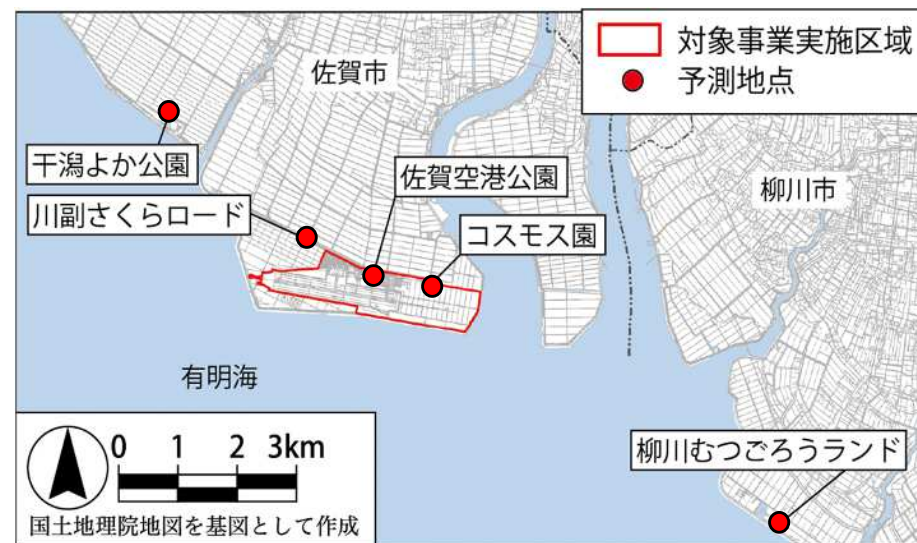 対象事業実施区域
予測地点
佐賀市
干潟よか公園
佐賀空港公園
川副さくらロード
コスモス園
柳川市
有明海
柳川むつごろうランド
0 1 2 3km
国土地理院地図を基図として作成